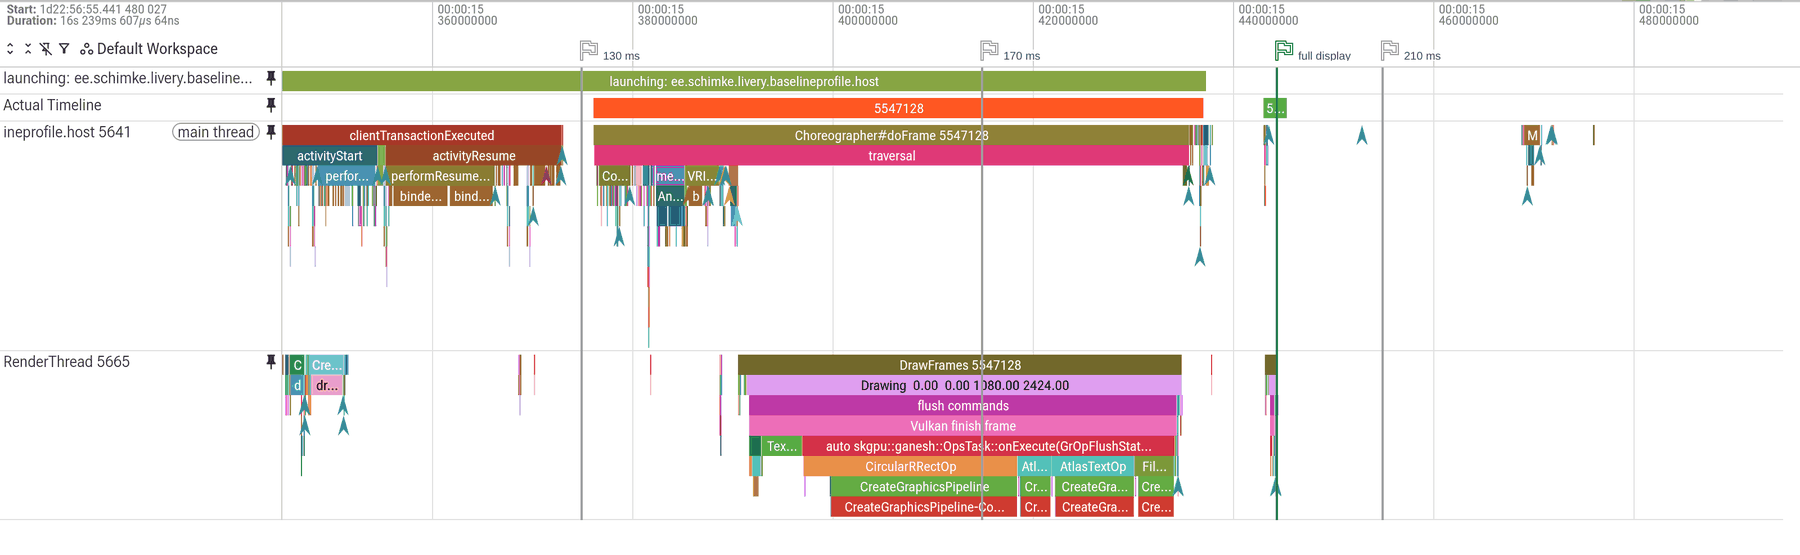 Start: 1d22:56:55.441 480 027
Duration: 16s 239ms 607µs 64ns
00:00:15 00:00:15 00:00:15 00:00:15 00:00:15 00:00:15 00:00:15
360000000 380000000 400000000 420000000 440000000 460000000 480000000
Default Workspace
130 ms 170 ms full display 210 ms
launching: ee.schimke.livery.baseline... launching: ee.schimke.livery.baselineprofile.host
Actual Timeline 5547128 5...
ineprofile.host 5641 main thread clientTransactionExecuted Choreographer#doFrame 5547128 M
activityStart activityResume traversal
perfor... performResume... Co... me... VRI...
binde... bind... An... b
RenderThread 5665 C Cre... DrawFrames 5547128
d dr... Drawing 0.00 0.00 1080.00 2424.00
flush commands
Vulkan finish frame
Tex... auto skgpu::ganesh::OpsTask::onExecute(GrOpFlushStat...
CircularRRectOp Atl... AtlasTextOp Fil...
CreateGraphicsPipeline Cr... CreateGra... Cre...
CreateGraphicsPipeline-Co... Cr... CreateGra... Cre...